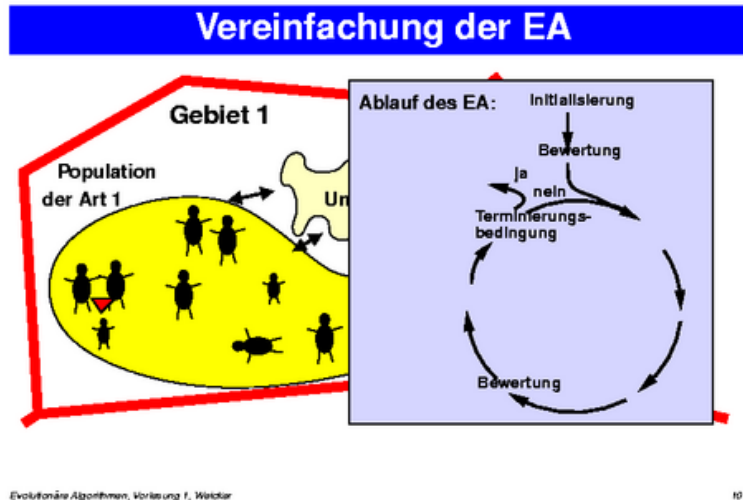 Vereinfachung der EA
Gebiet 1
Population
der Art 1
Un
Ablauf des EA:
Initialisierung
Bewertung
ja
nein
Terminierungs-
bedingung
Bewertung
Evolutionäre Algorithmen, Vorlesung 1, Weicker